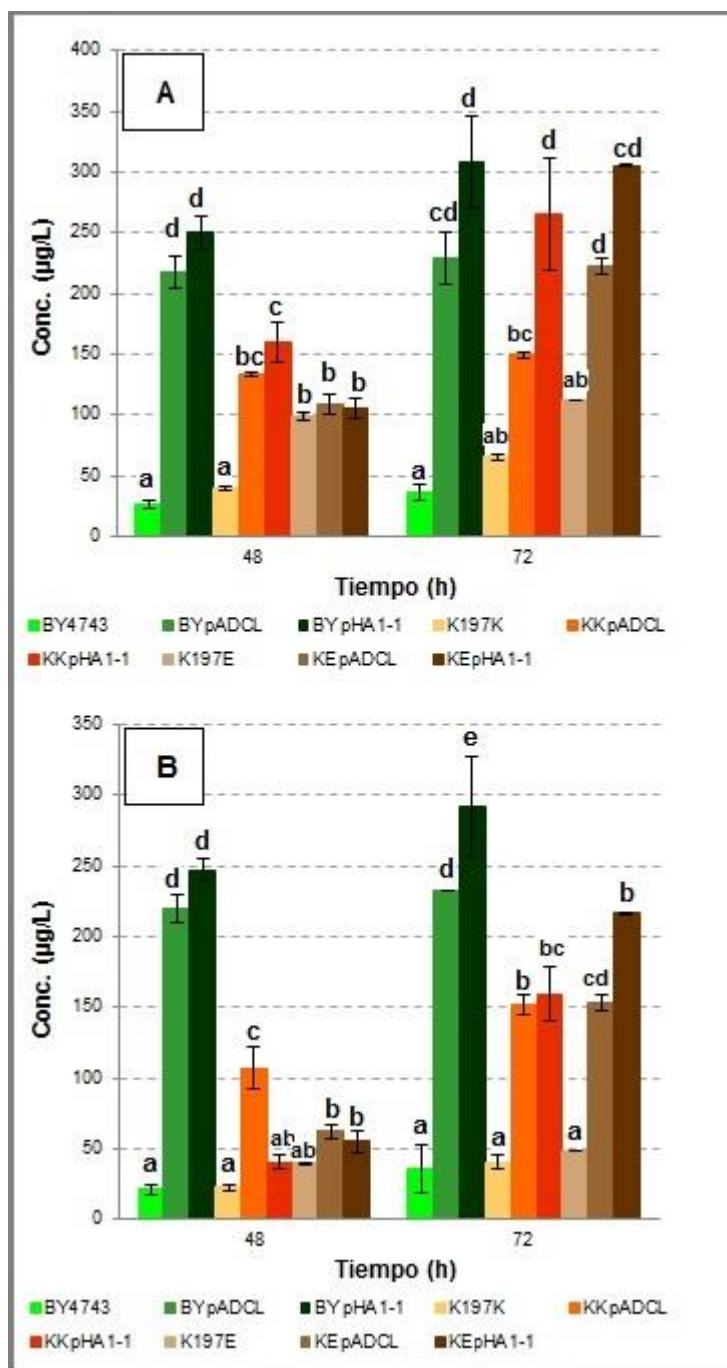 A
400
350
300
250
200
150
100
50
0
Conc. (µg/L)
a
d
d
a
bc
c
b
b
b
a
cd
d
ab
bc
d
ab
d
cd
48
72
Tiempo (h)
BY4743 BYpADCL BYpHA1-1 K197K KKpADCL
KKpHA1-1 K197E KEpADCL KEpHA1-1
B
350
300
250
200
150
100
50
0
Conc. (µg/L)
a
d
d
a
c
ab
ab
b
b
a
d
e
a
b
bc
a
cd
b
48
72
Tiempo (h)
BY4743 BYpADCL BYpHA1-1 K197K KKpADCL
KKpHA1-1 K197E KEpADCL KEpHA1-1